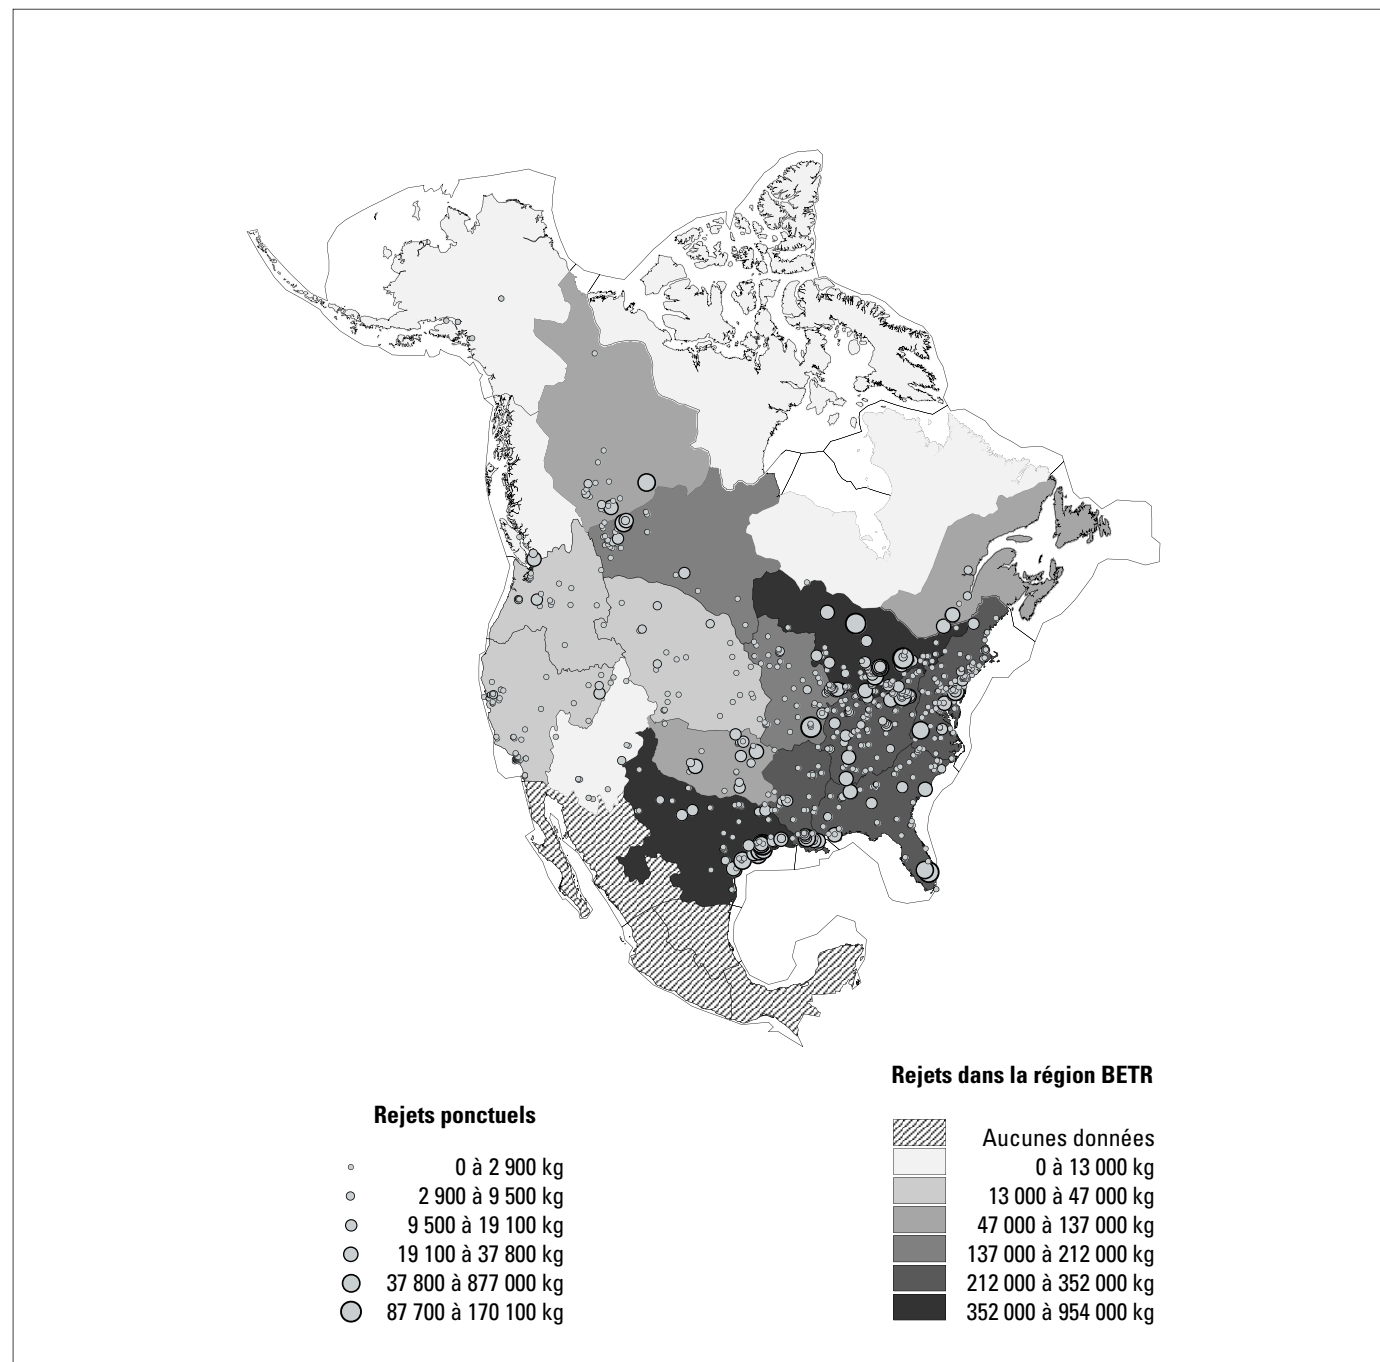 Rejets ponctuels
0 à 2 900 kg
2 900 à 9 500 kg
9 500 à 19 100 kg
19 100 à 37 800 kg
37 800 à 877 000 kg
87 700 à 170 100 kg
Rejets dans la région BETR
Aucunes données
0 à 13 000 kg
13 000 à 47 000 kg
47 000 à 137 000 kg
137 000 à 212 000 kg
212 000 à 352 000 kg
352 000 à 954 000 kg